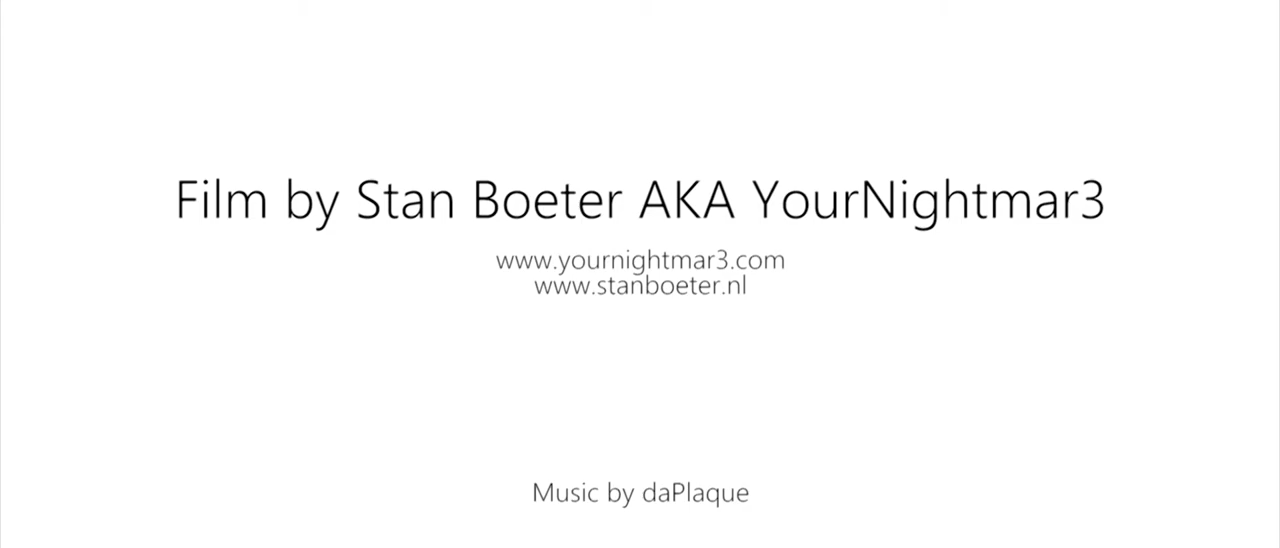 Film by Stan Boeter AKA YourNightmar3
www.yournightmar3.com
www.stanboeter.nl
Music by daPlaque